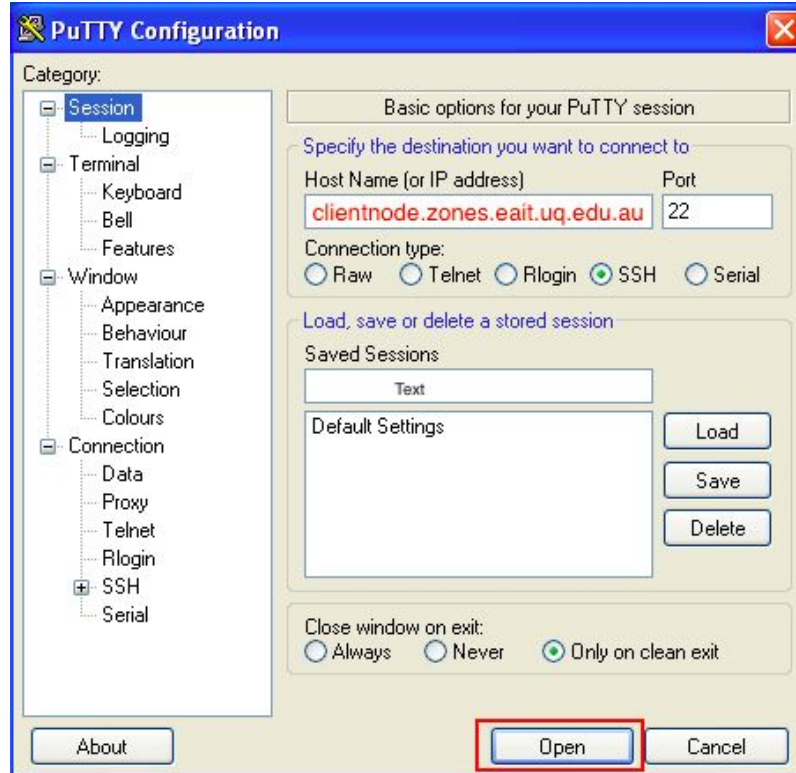 PuTTY Configuration
Category:
Session
Logging
Terminal
Keyboard
Bell
Features
Window
Appearance
Behaviour
Translation
Selection
Colours
Connection
Data
Proxy
Telnet
Rlogin
SSH
Serial
Basic options for your PuTTY session
Specify the destination you want to connect to
Host Name (or IP address) Port
clientnode.zones.eait.uq.edu.au 22
Connection type:
Raw Telnet Rlogin SSH Serial
Load, save or delete a stored session
Saved Sessions
Text
Default Settings
Load
Save
Delete
Close window on exit:
Always Never Only on clean exit
About Open Cancel